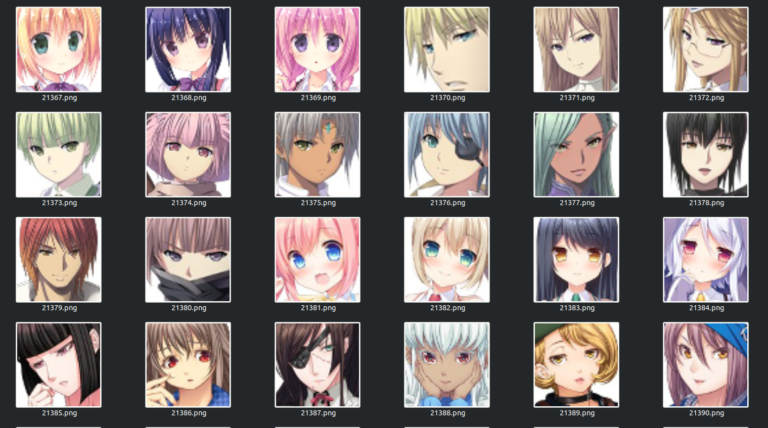 21367.png 21368.png 21369.png 21370.png 21371.png 21372.png
21373.png 21374.png 21375.png 21376.png 21377.png 21378.png
21379.png 21380.png 21381.png 21382.png 21383.png 21384.png
21385.png 21386.png 21387.png 21388.png 21389.png 21390.png